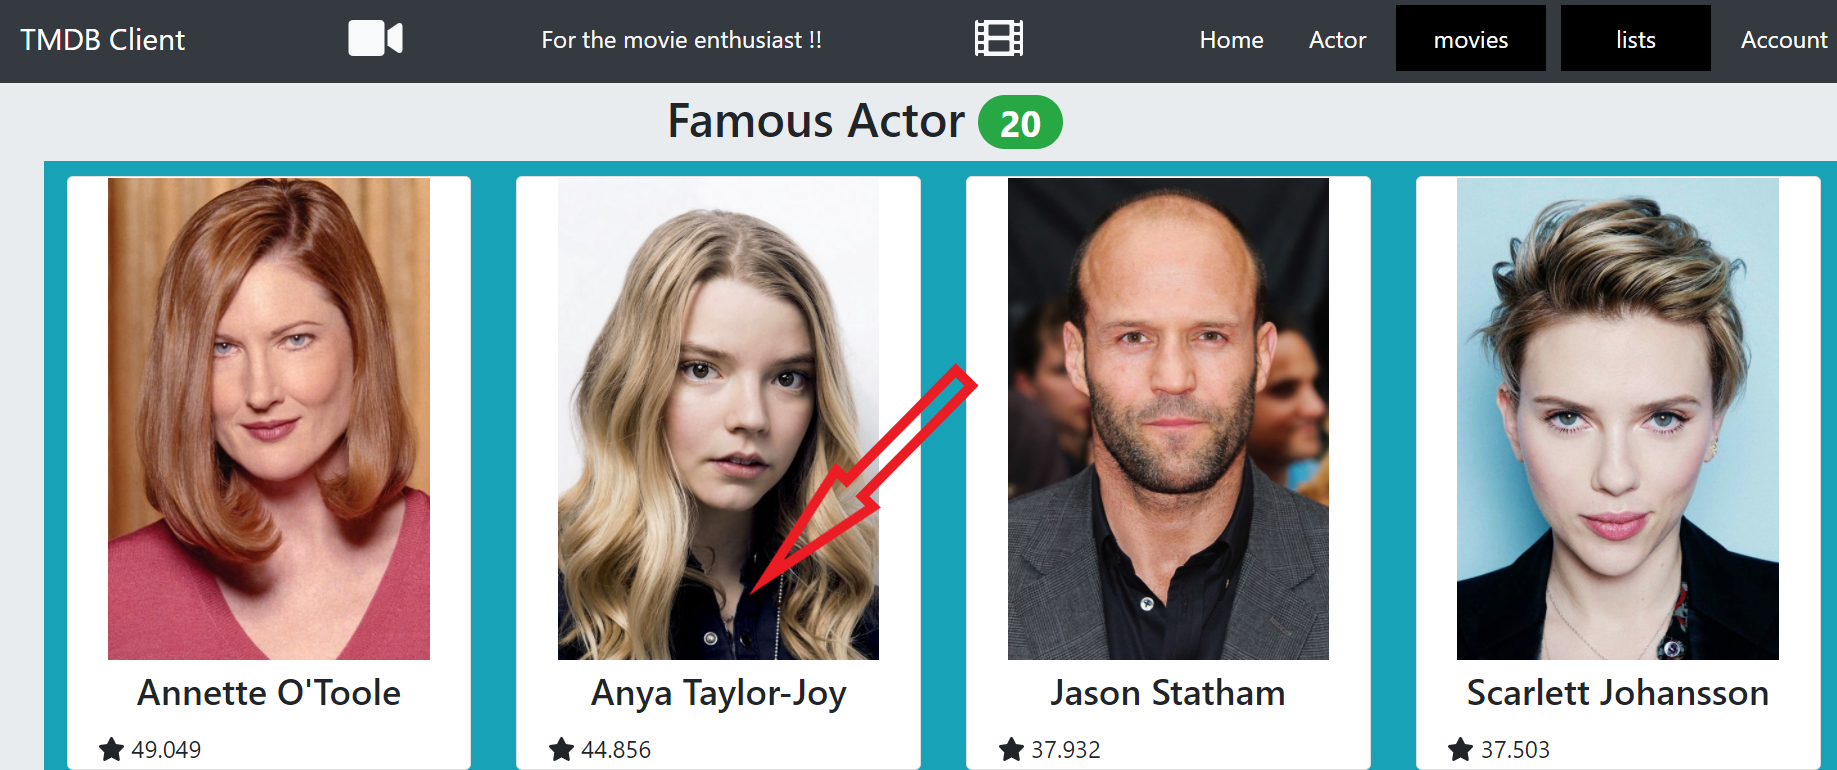 TMDB Client
For the movie enthusiast !!
Home
Actor
movies
lists
Account
Famous Actor 20
Annette O'Toole
Anya Taylor-Joy
Jason Statham
Scarlett Johansson
49.049
44.856
37.932
37.503